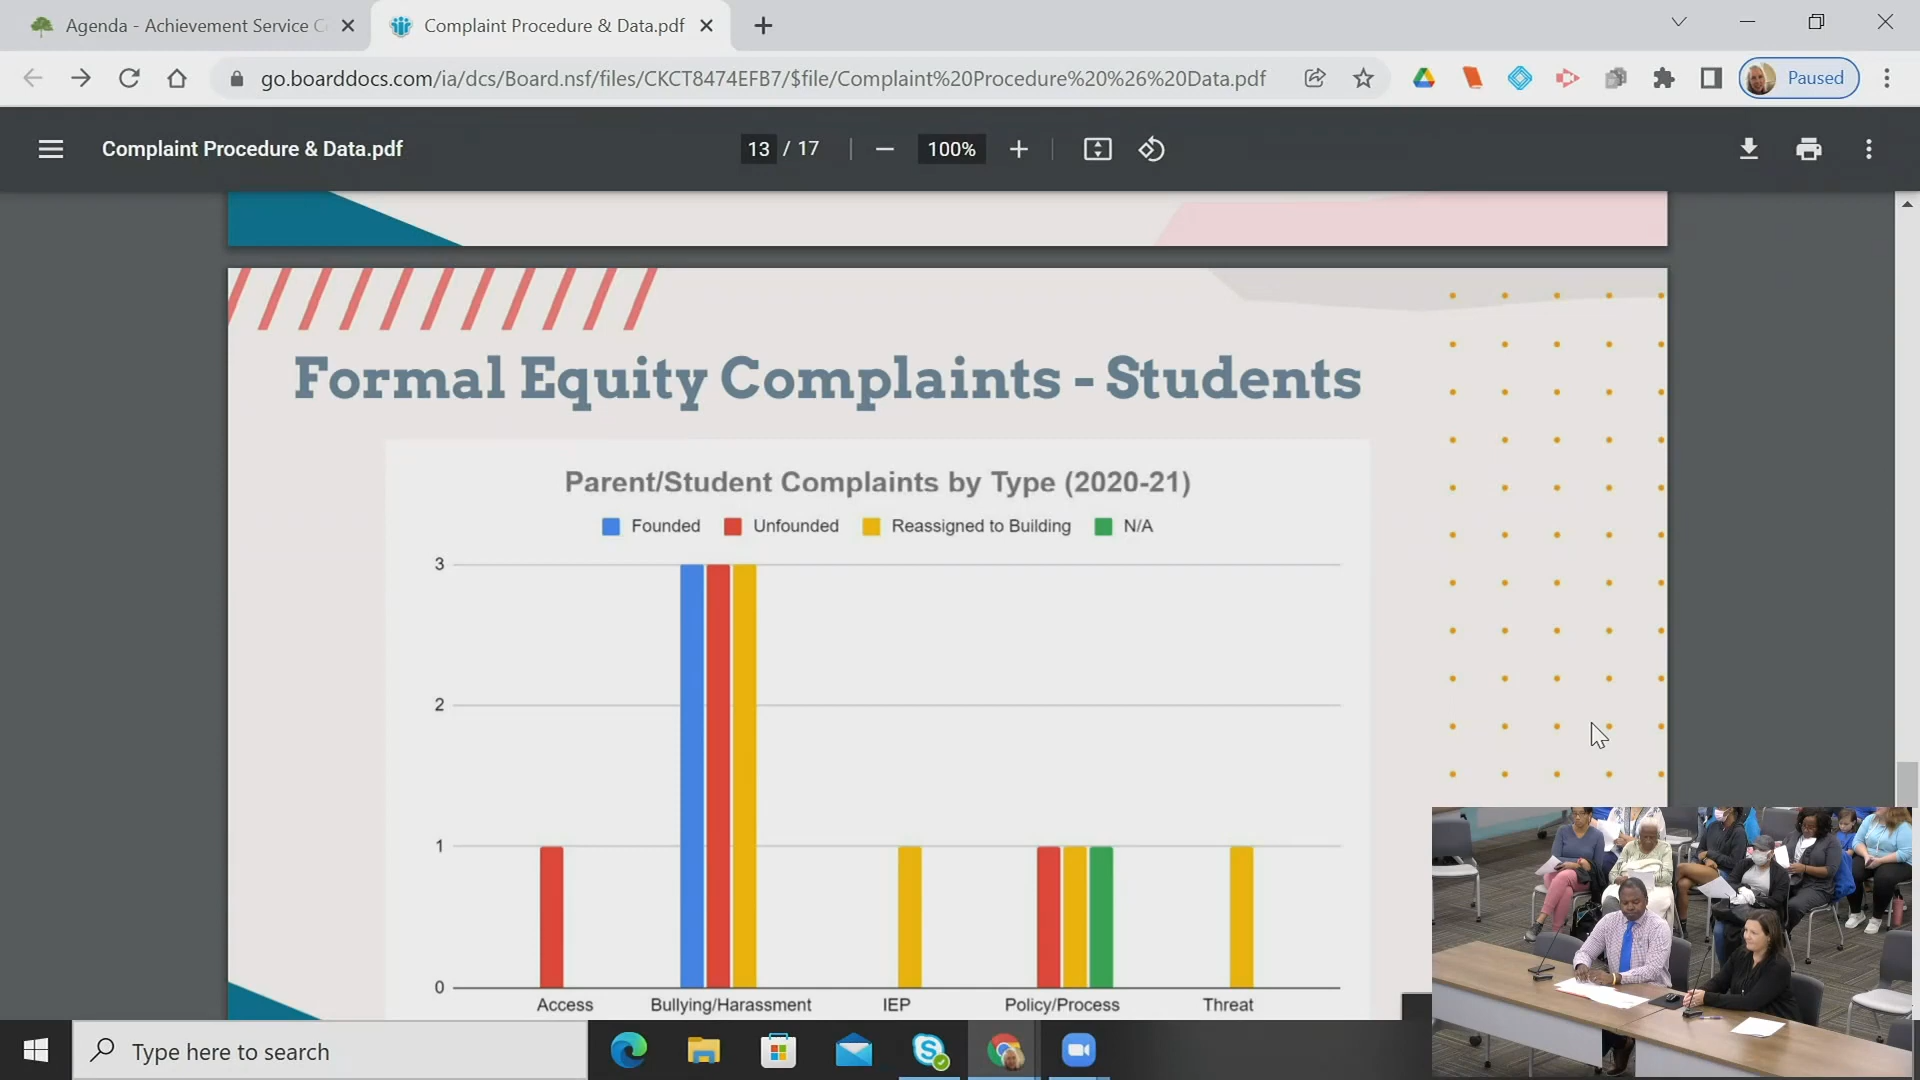 Agenda - Achievement Service C
Complaint Procedure & Data.pdf
go.boarddocs.com/ia/dcs/Board.nsf/files/CKCT8474EFB7/$file/Complaint%20Procedure%20%26%20Data.pdf
Paused
Complaint Procedure & Data.pdf
13 / 17
100%
Formal Equity Complaints - Students
Parent/Student Complaints by Type (2020-21)
Founded Unfounded Reassigned to Building N/A
3
2
1
0
Access Bullying/Harassment IEP Policy/Process Threat
Type here to search